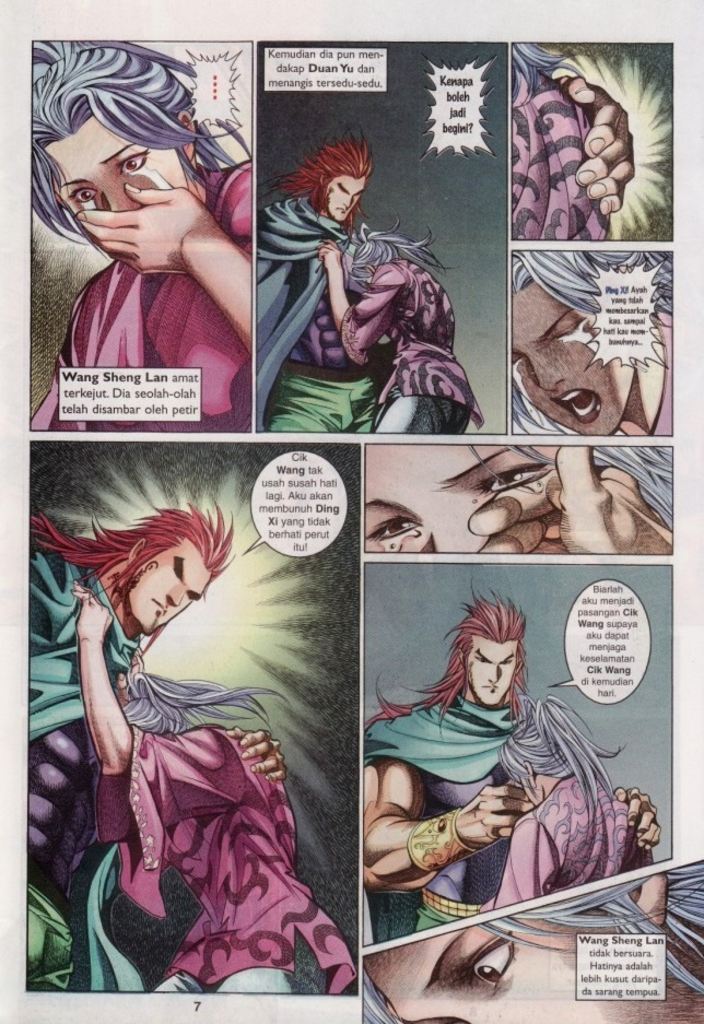 ....
Wang Sheng Lan amat
terkejut. Dia seolah-olah
telah disambar oleh petir
Kemudian dia pun men-
dakap Duan Yu dan
menangis tersedu-sedu.
Kenapa
boleh
jadi
begini?
Ding Xi! Ayah
yang telah
membesarkan
kau, sampai
hati kau mem-
bunuhnya...
Cik
Wang tak
usah susah hati
lagi. Aku akan
membunuh Ding
Xi yang tidak
berhati perut
itu!
Biarlah
aku menjadi
pasangan Cik
Wang supaya
aku dapat
menjaga
keselamatan
Cik Wang
di kemudian
hari.
Wang Sheng Lan
tidak bersuara.
Hatinya adalah
lebih kusut daripa-
da sarang tempua.
7